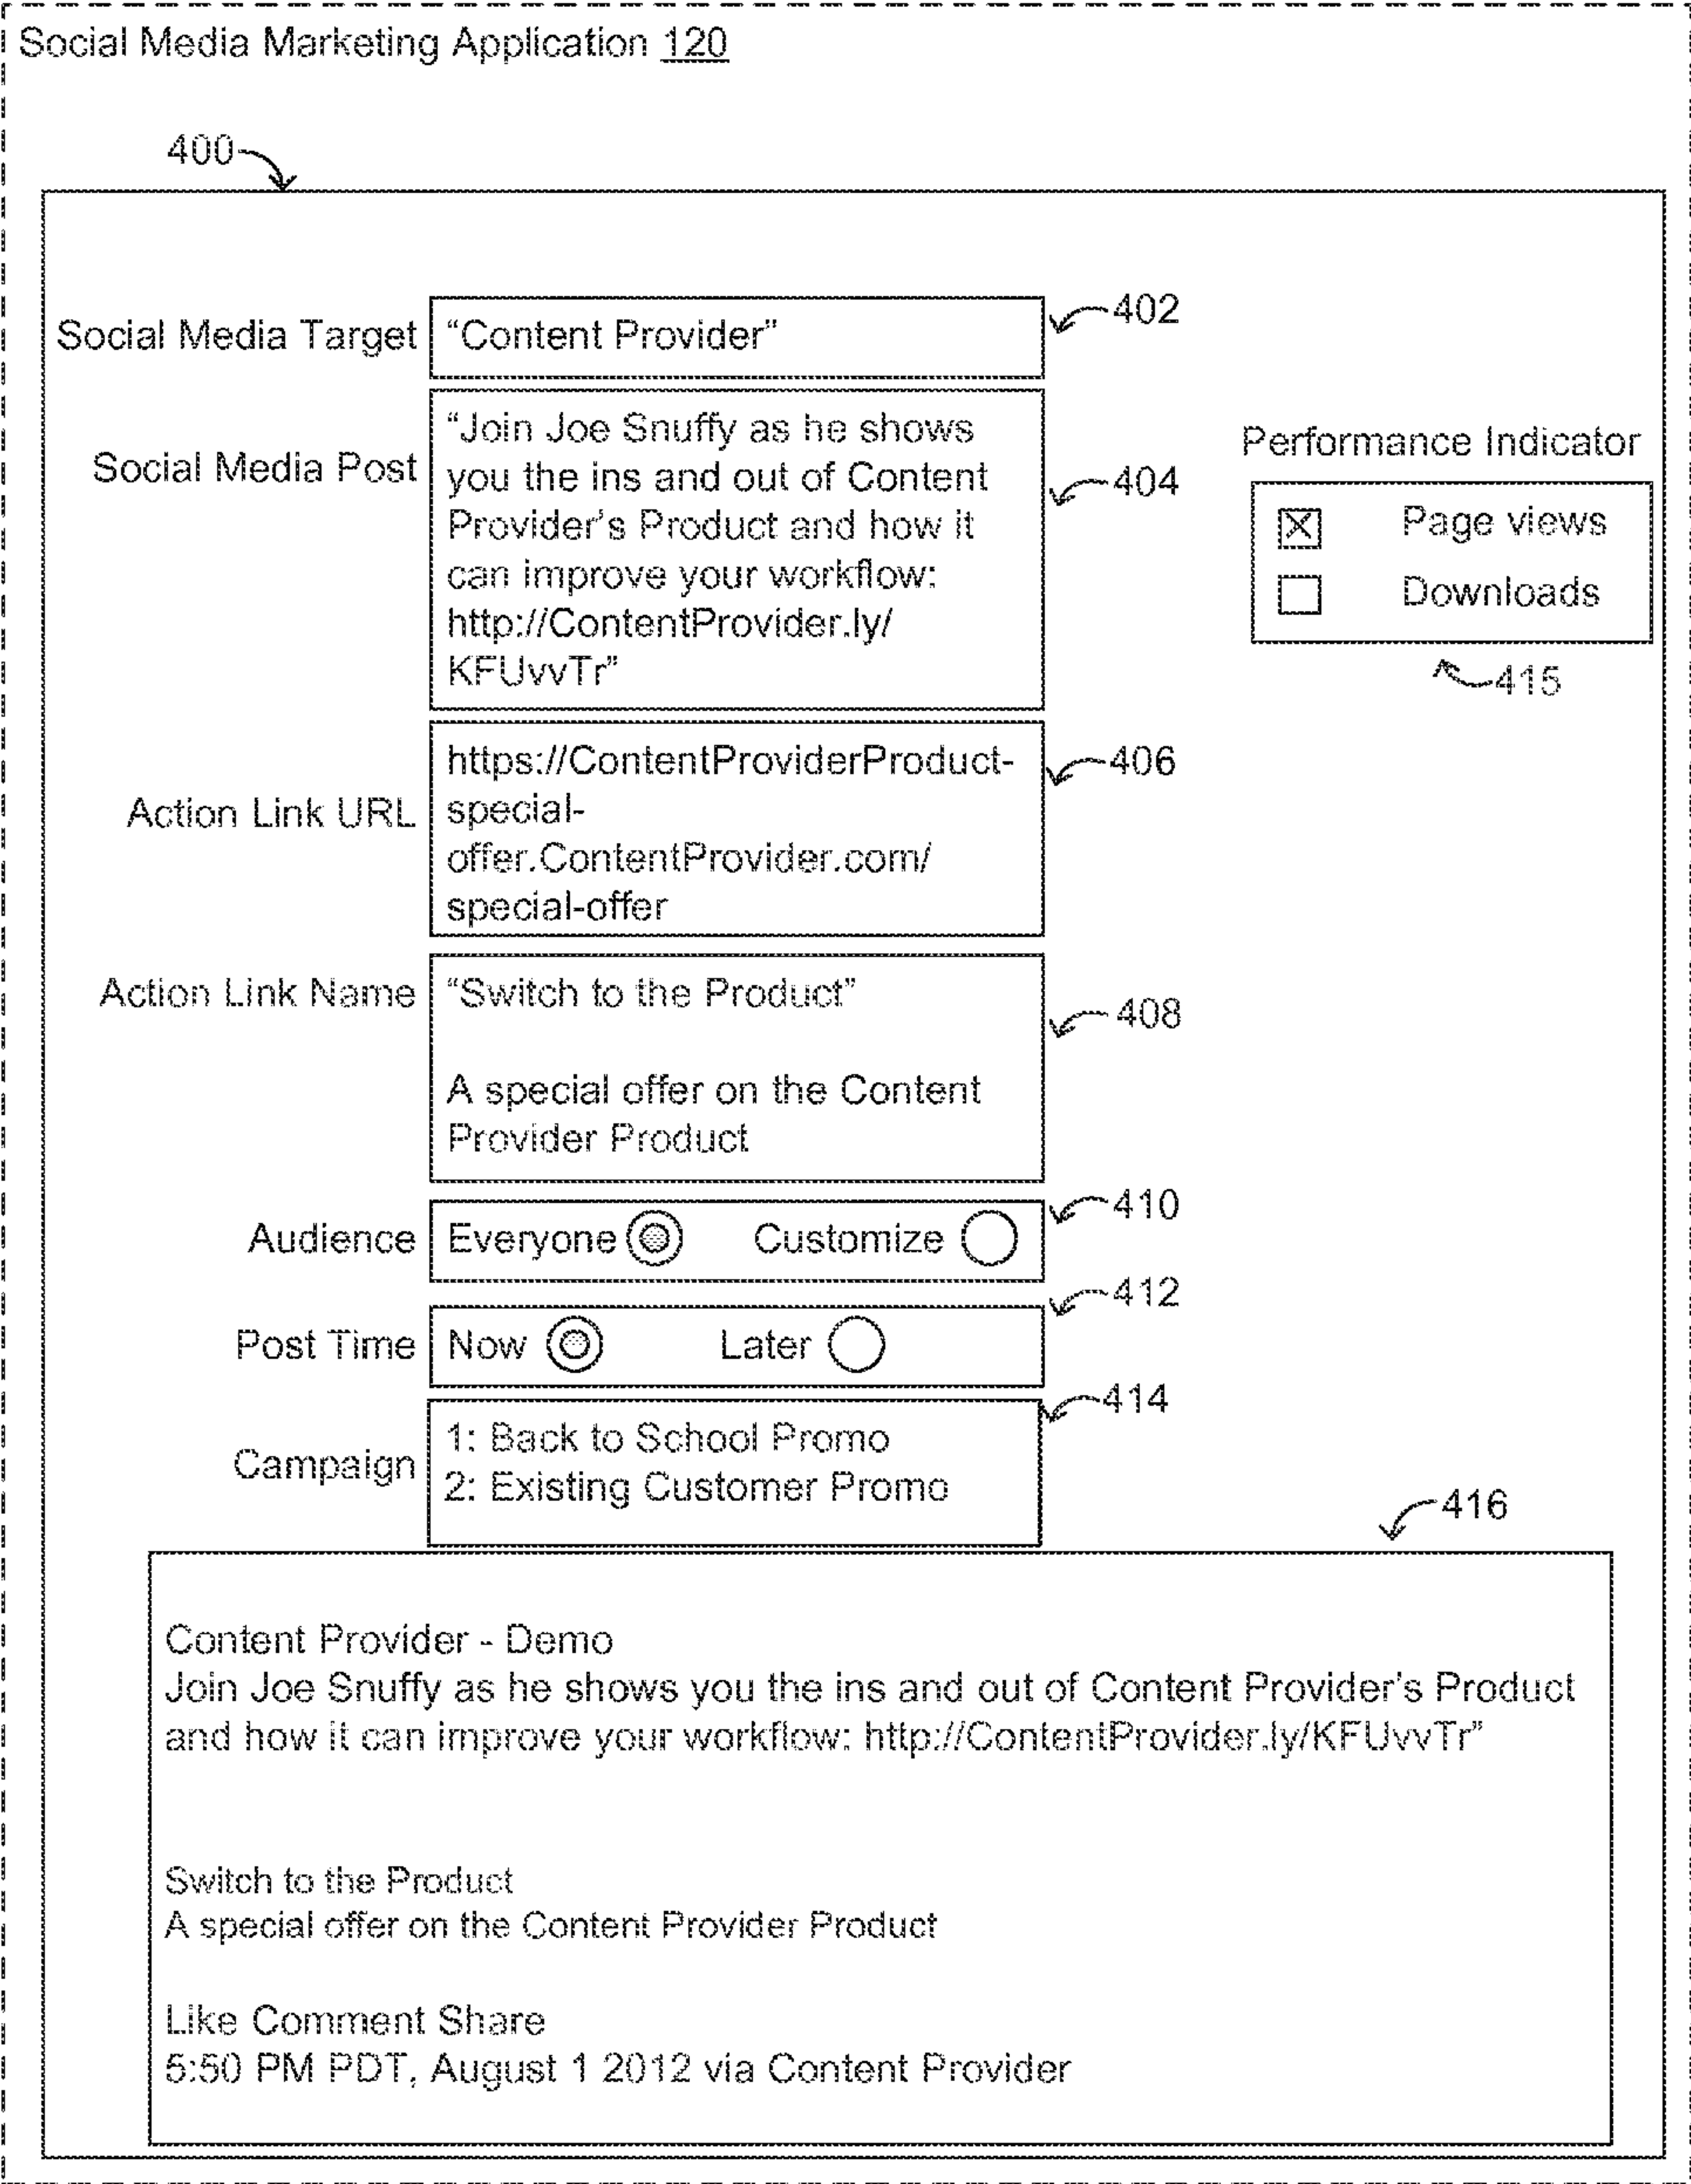 Social Media Marketing Application 120
400
Social Media Target
“Content Provider”
402
Social Media Post
“Join Joe Snuffy as he shows
you the ins and out of Content
Provider’s Product and how it
can improve your workflow:
http://ContentProvider.ly/
KFUvvTr”
404
Performance Indicator
Page views
Downloads
415
Action Link URL
https://ContentProviderProduct-
special-
offer.ContentProvider.com/
special-offer
406
Action Link Name
“Switch to the Product”
A special offer on the Content
Provider Product
408
Audience
Everyone
Customize
410
Post Time
Now
Later
412
Campaign
1: Back to School Promo
2: Existing Customer Promo
414
416
Content Provider - Demo
Join Joe Snuffy as he shows you the ins and out of Content Provider’s Product
and how it can improve your workflow: http://ContentProvider.ly/KFUvvTr”
Switch to the Product
A special offer on the Content Provider Product
Like Comment Share
5:50 PM PDT, August 1 2012 via Content Provider